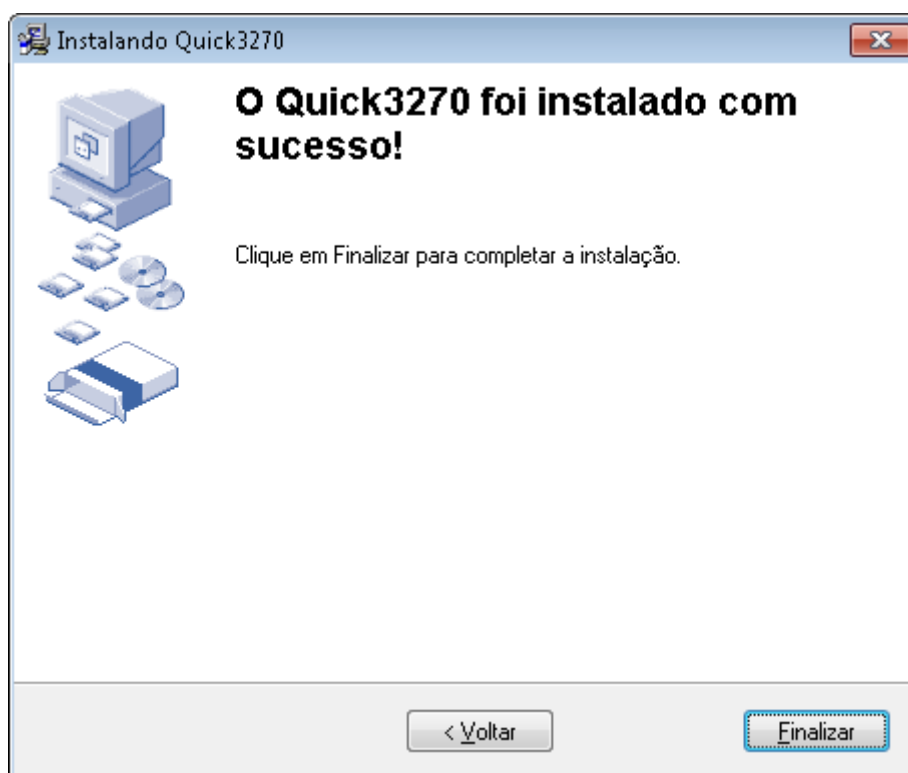 Instalando Quick3270
O Quick3270 foi instalado com
sucesso!
Clique em Finalizar para completar a instalação.
< Voltar
Finalizar